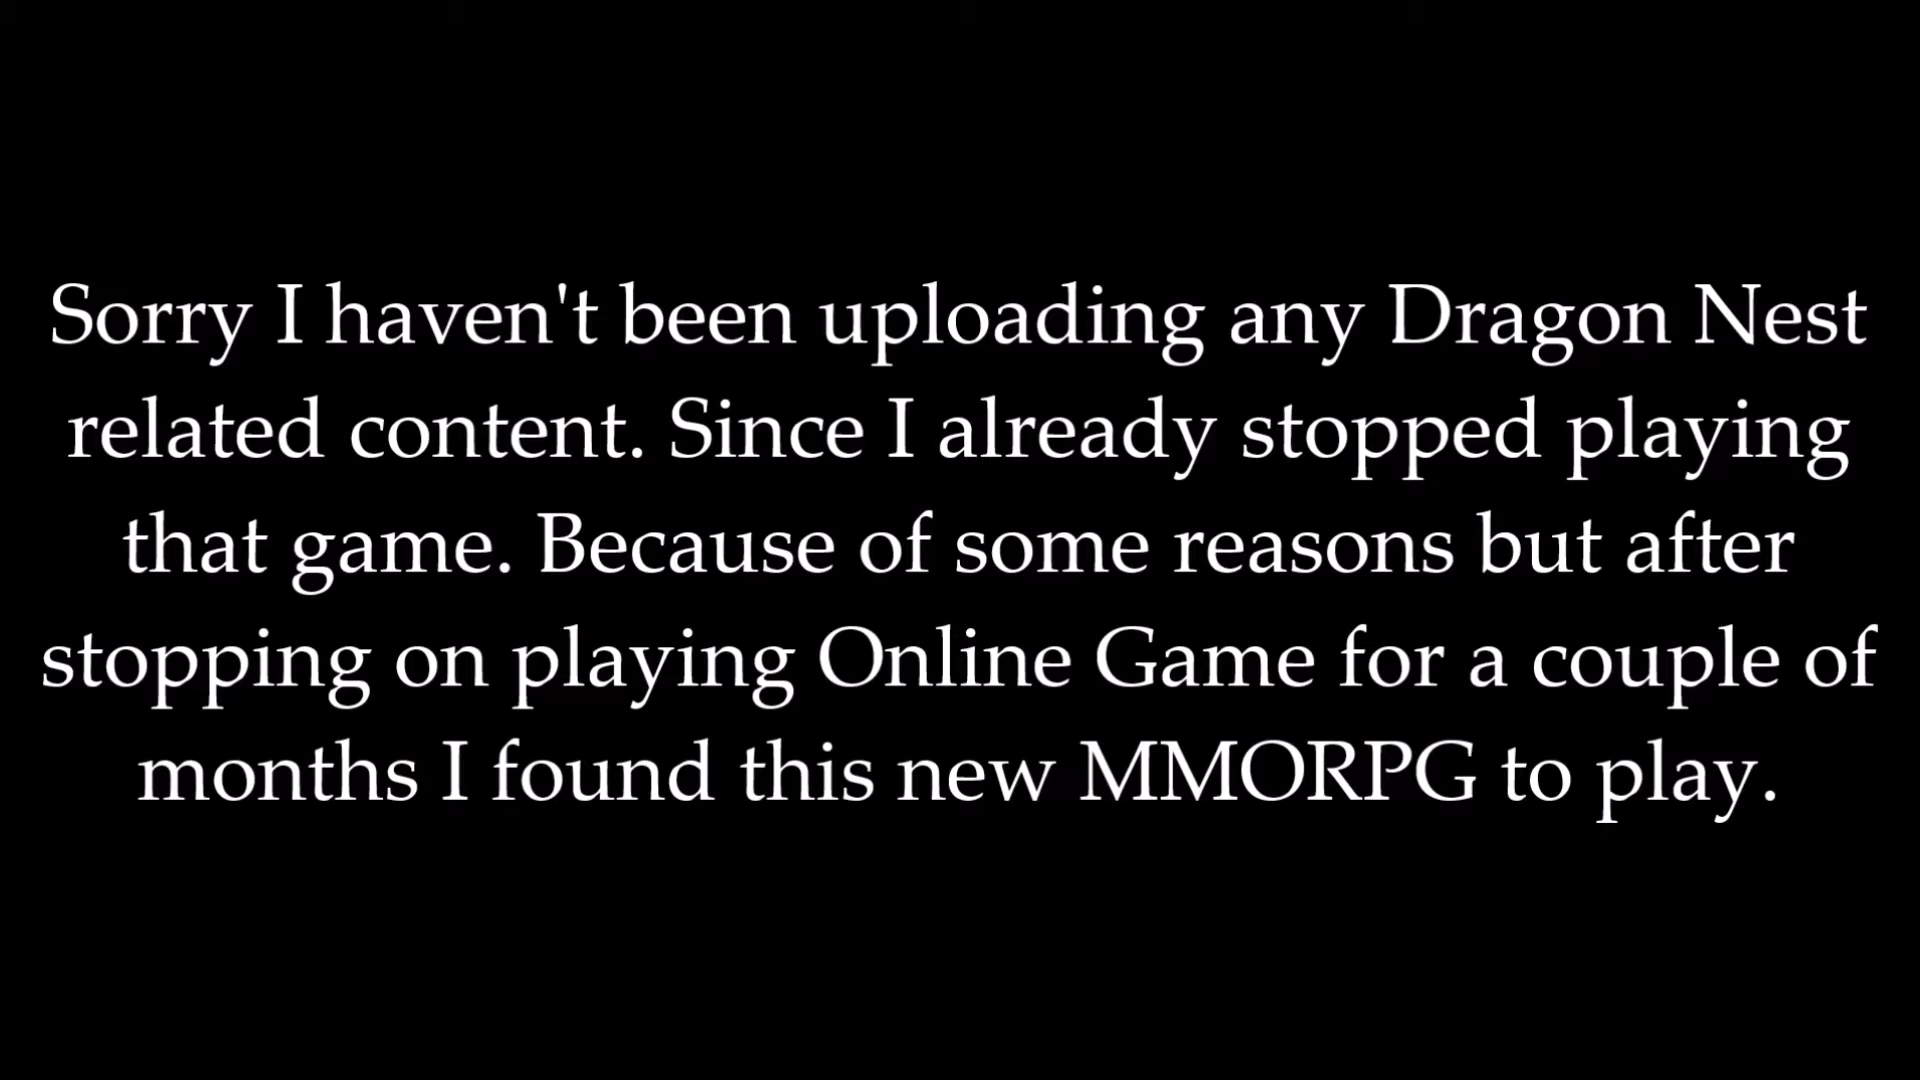 Sorry I haven't been uploading any Dragon Nest
related content. Since I already stopped playing
that game. Because of some reasons but after
stopping on playing Online Game for a couple of
months I found this new MMORPG to play.